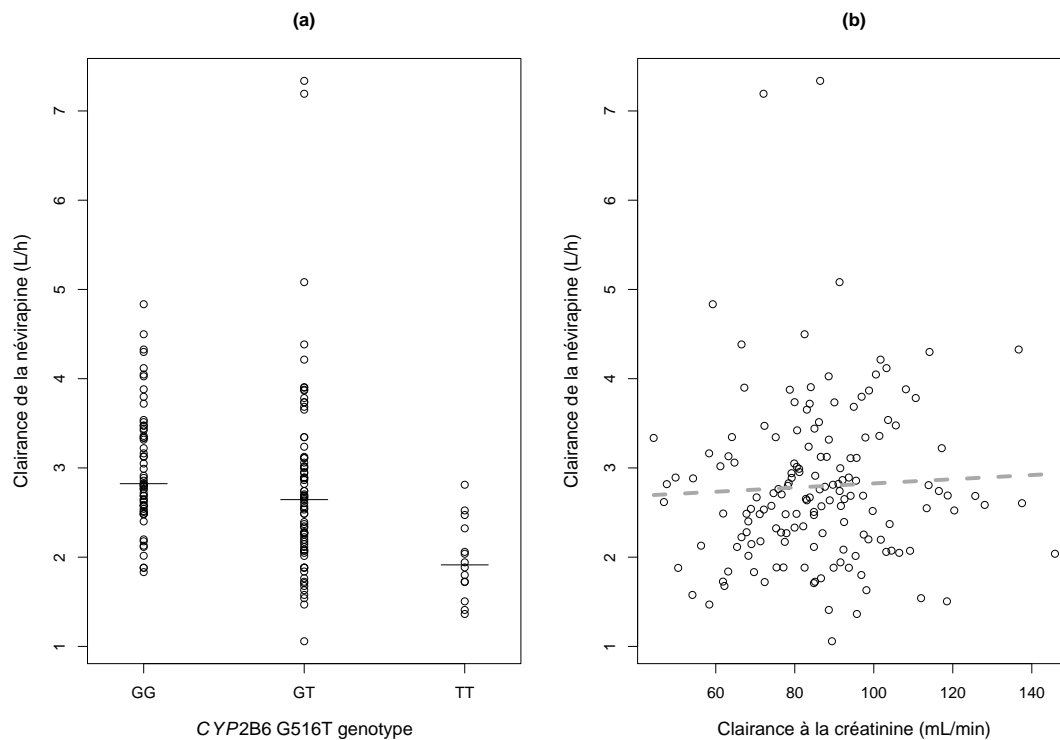 (a)
Clairance de la névirapine (L/h)
7
6
5
4
3
2
1
GG GT TT
CYP2B6 G516T genotype
(b)
Clairance de la névirapine (L/h)
7
6
5
4
3
2
1
60 80 100 120 140
Clairance à la créatinine (mL/min)